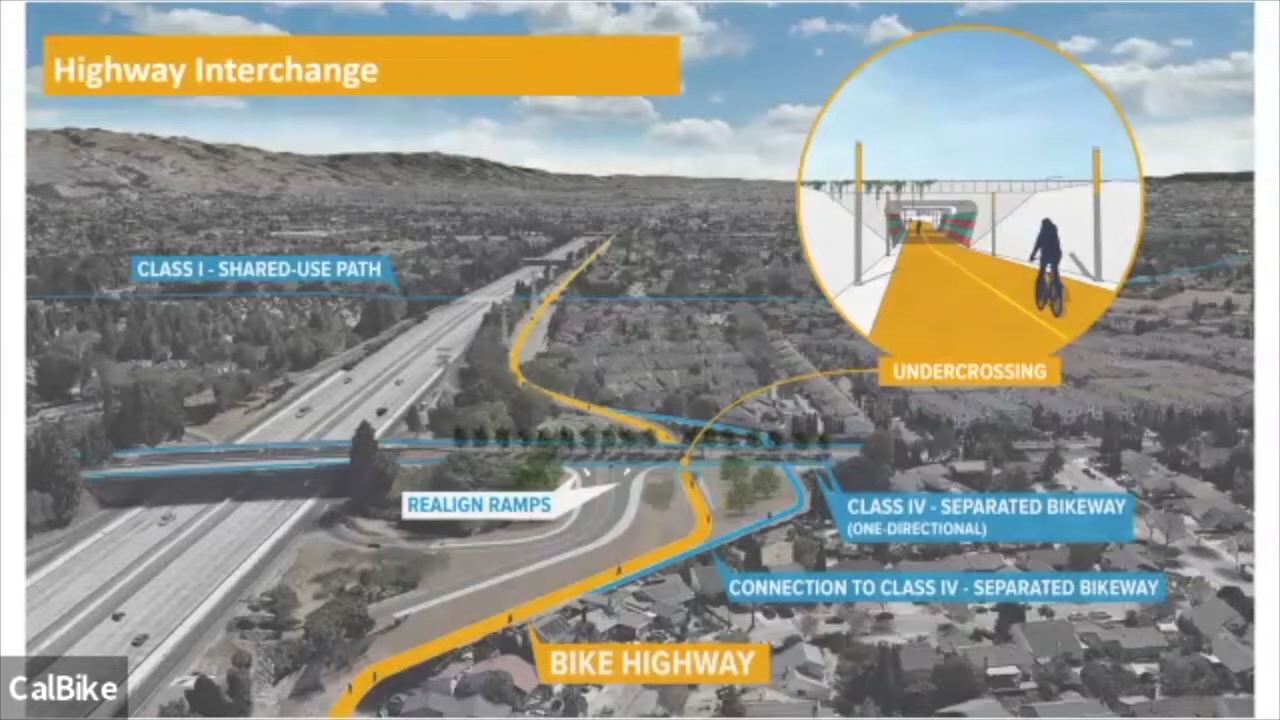 Highway Interchange
CLASS I - SHARED-USE PATH
UNDERCROSSING
REALIGN RAMPS
CLASS IV - SEPARATED BIKEWAY
(ONE-DIRECTIONAL)
CONNECTION TO CLASS IV - SEPARATED BIKEWAY
BIKE HIGHWAY
CalBike